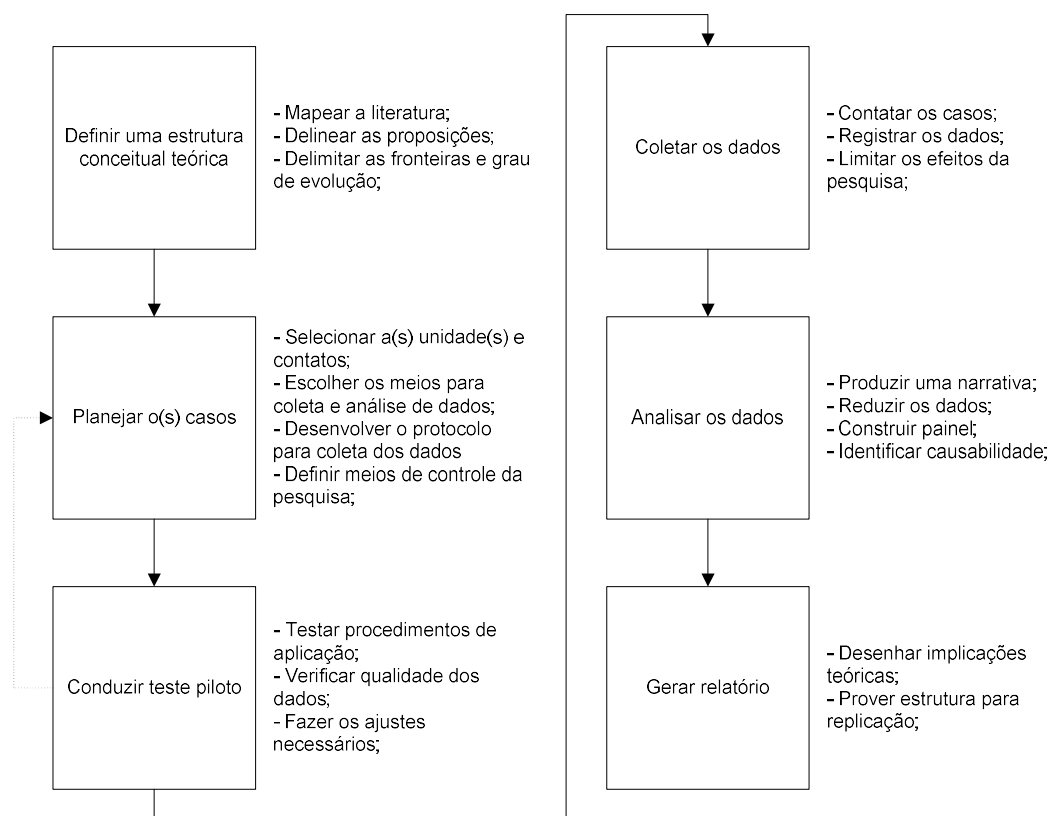 Definir uma estrutura
conceitual teórica
- Mapear a literatura;
- Delinear as proposições;
- Delimitar as fronteiras e grau
de evolução;
Planejar o(s) casos
- Selecionar a(s) unidade(s) e
contatos;
- Escolher os meios para
coleta e análise de dados;
- Desenvolver o protocolo
para coleta dos dados
- Definir meios de controle da
pesquisa;
Conduzir teste piloto
- Testar procedimentos de
aplicação;
- Verificar qualidade dos
dados;
- Fazer os ajustes
necessários;
Coletar os dados
- Contatar os casos;
- Registrar os dados;
- Limitar os efeitos da
pesquisa;
Analisar os dados
- Produzir uma narrativa;
- Reduzir os dados;
- Construir painel;
- Identificar causabilidade;
Gerar relatório
- Desenhar implicações
teóricas;
- Prover estrutura para
replicação;